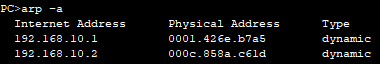 PC>arp -a
Internet Address Physical Address Type
192.168.10.1 0001.426e.b7a5 dynamic
192.168.10.2 000c.858a.c61d dynamic